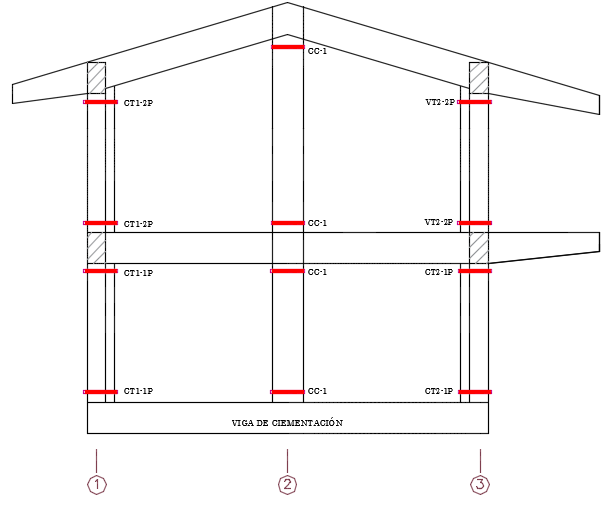 CC-1
CT1-2P
VT2-2P
CT1-2P
CC-1
VT2-2P
CT1-1P
CC-1
CT2-1P
CT1-1P
CC-1
CT2-1P
VIGA DE CIEMENTACIÓN
1
2
3